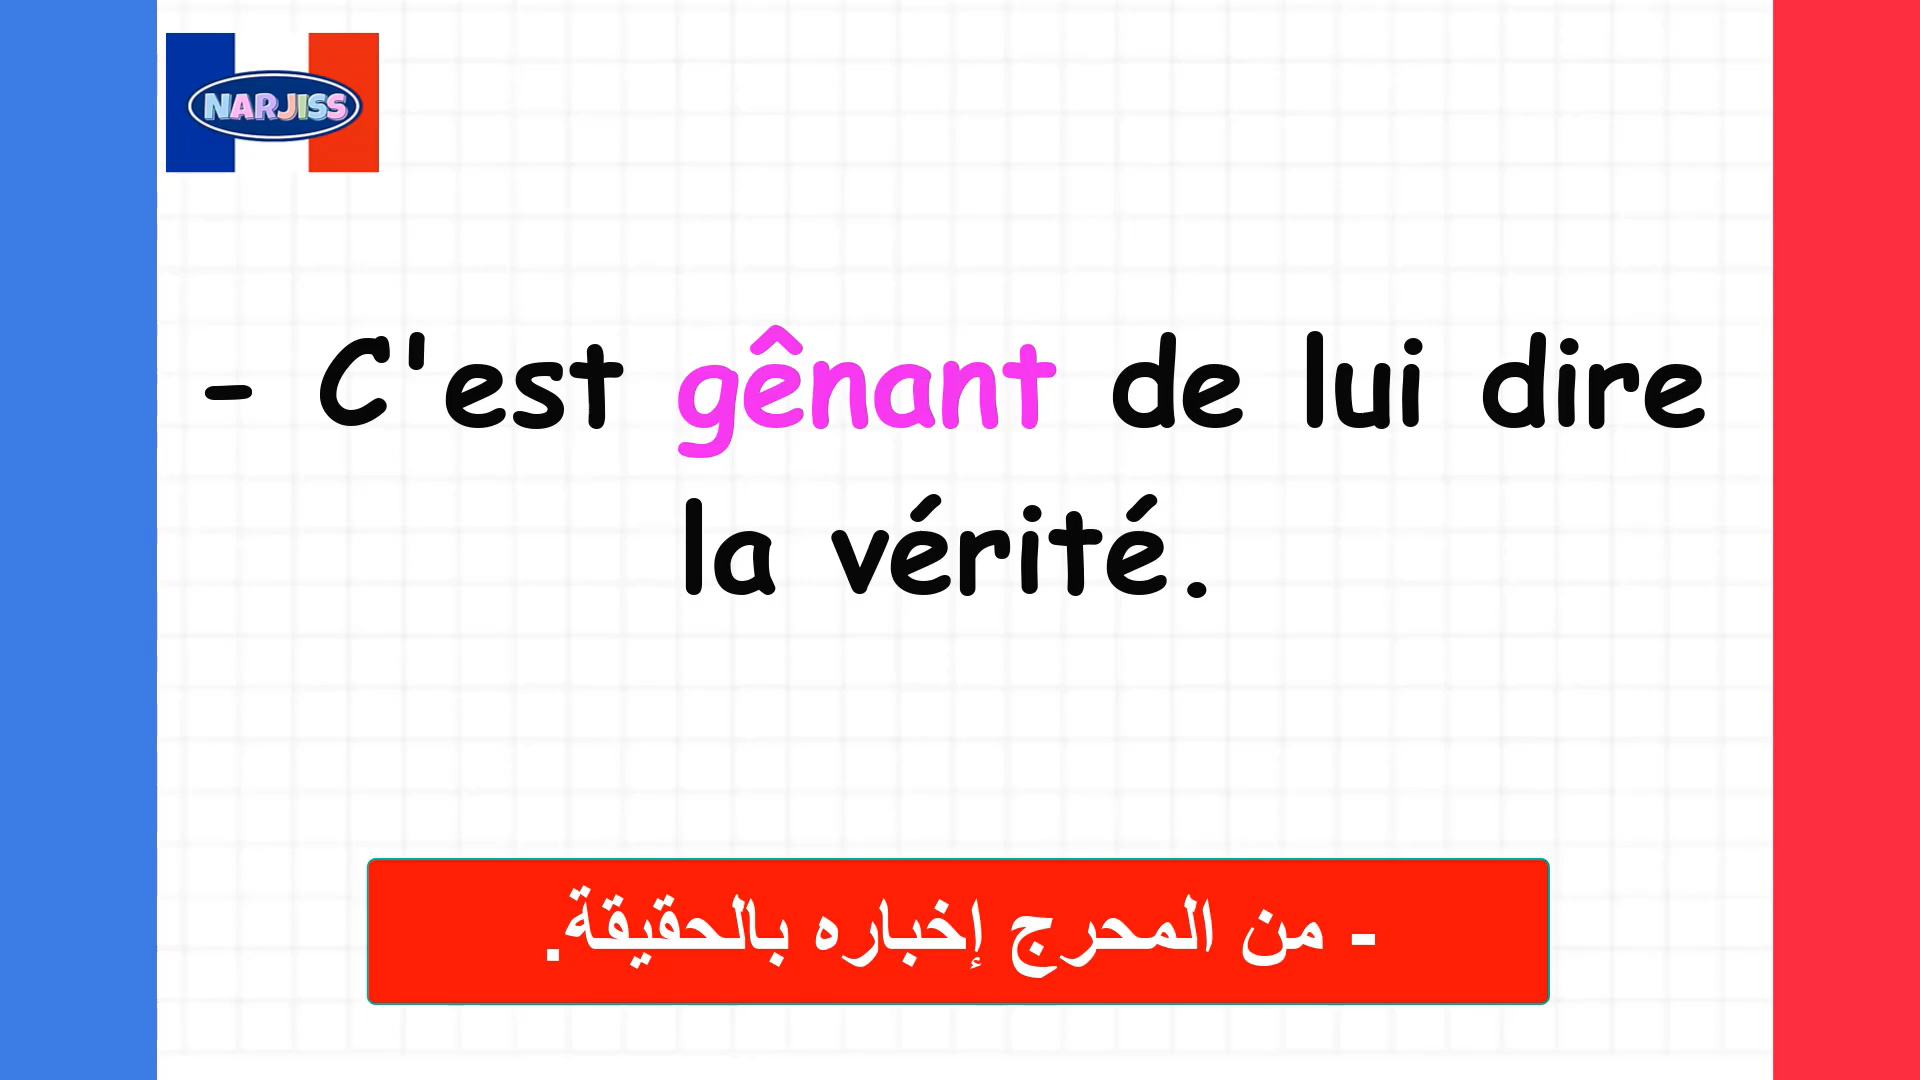 NARJISS
- C'est gênant de lui dire
la vérité.
- من المحرج إخباره بالحقيقة.